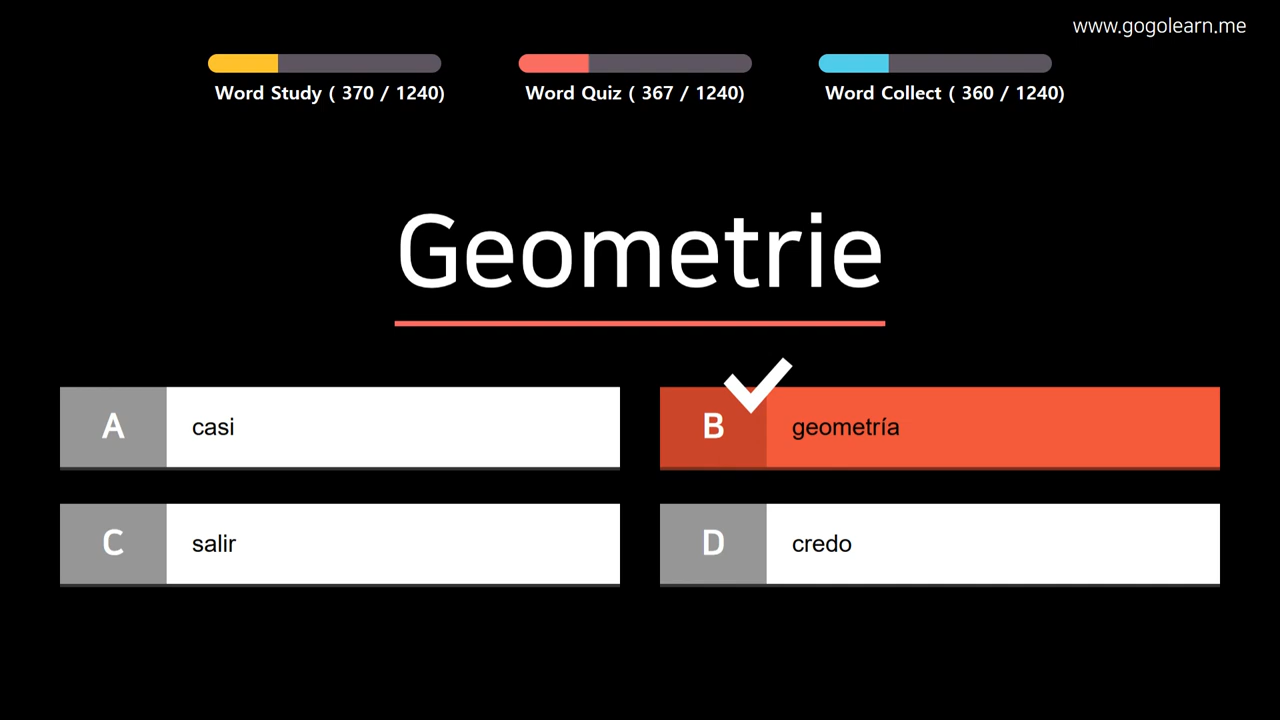 www.gogolearn.me
Word Study ( 370 / 1240)
Word Quiz ( 367 / 1240)
Word Collect ( 360 / 1240)
Geometrie
A
casi
B
geometría
C
salir
D
credo